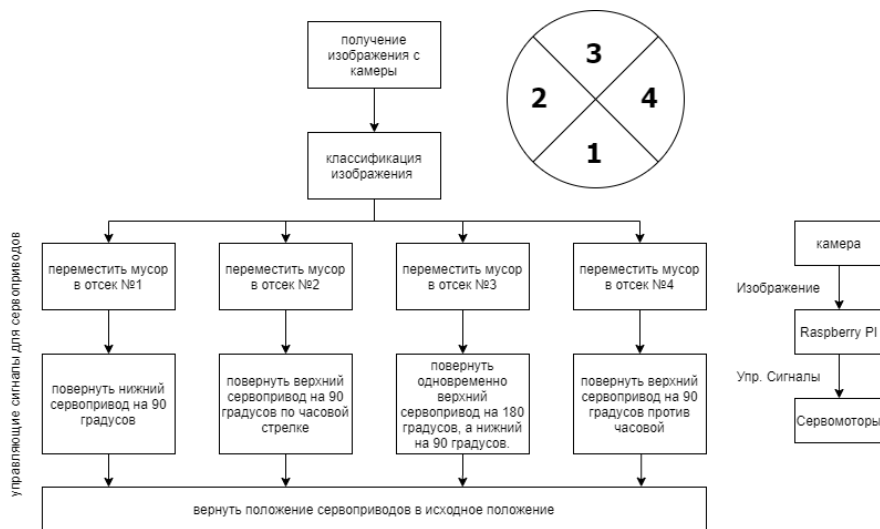 получение
изображения с
камеры
3
2
4
1
классификация
изображения
управляющие сигналы для сервоприводов
переместить мусор
в отсек №1
переместить мусор
в отсек №2
переместить мусор
в отсек №3
переместить мусор
в отсек №4
повернуть нижний
сервопривод на 90
градусов
повернуть верхний
сервопривод на 90
градусов по часовой
стрелке
повернуть
одновременно
верхний
сервопривод на 180
градусов, а нижний
на 90 градусов.
повернуть верхний
сервопривод на 90
градусов против
часовой
вернуть положение сервоприводов в исходное положение
камера
Изображение
Raspberry PI
Упр. Сигналы
Сервомоторы